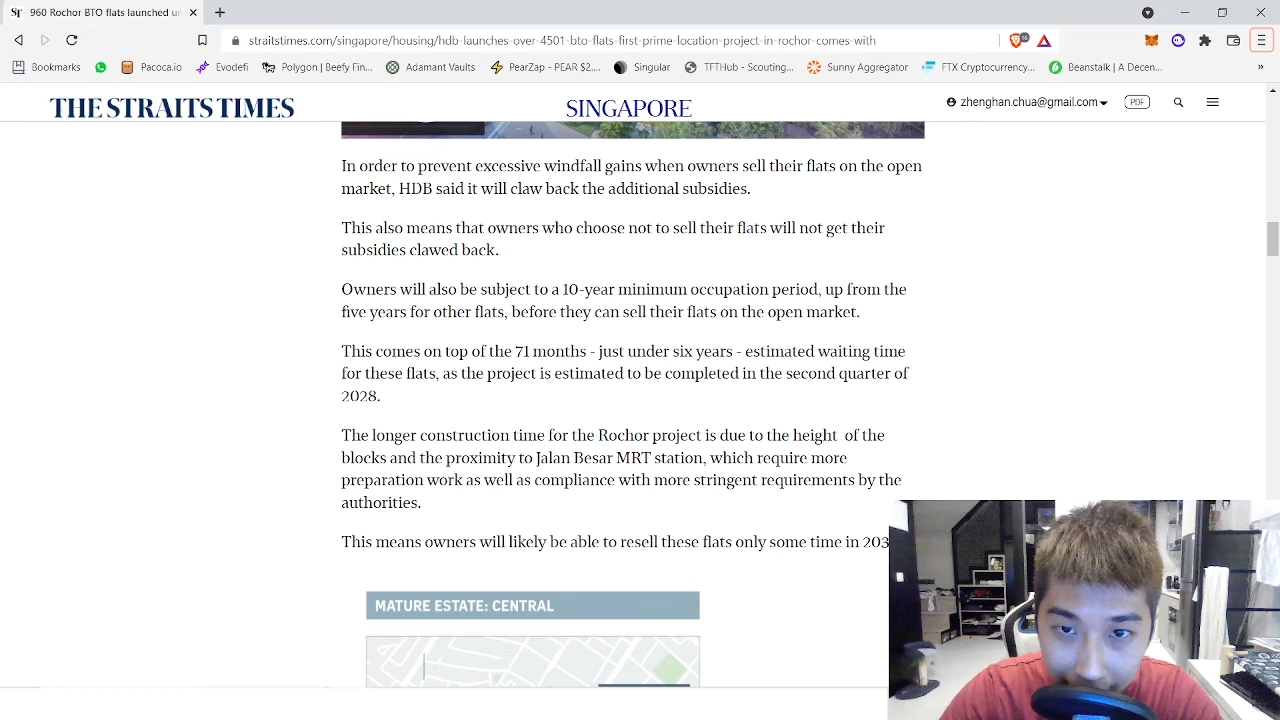 960 Rochor BTO flats launched ur
straitstimes.com/singapore/housing/hdb-launches-over-4501-bto-flats-first-prime-location-project-in-rochor-comes-with
Bookmarks
Pacoca.io
Evodefi
Polygon | Beefy Fin...
Adamant Vaults
PearZap - PEAR $2....
Singular
TFTHub - Scouting...
Sunny Aggregator
FTX Cryptocurrency...
Beanstalk | A Decen...
»
THE STRAITS TIMES
SINGAPORE
zhenghan.chua@gmail.com
PDF
In order to prevent excessive windfall gains when owners sell their flats on the open
market, HDB said it will claw back the additional subsidies.
This also means that owners who choose not to sell their flats will not get their
subsidies clawed back.
Owners will also be subject to a 10-year minimum occupation period, up from the
five years for other flats, before they can sell their flats on the open market.
This comes on top of the 71 months - just under six years - estimated waiting time
for these flats, as the project is estimated to be completed in the second quarter of
2028.
The longer construction time for the Rochor project is due to the height of the
blocks and the proximity to Jalan Besar MRT station, which require more
preparation work as well as compliance with more stringent requirements by the
authorities.
This means owners will likely be able to resell these flats only some time in 203
MATURE ESTATE: CENTRAL